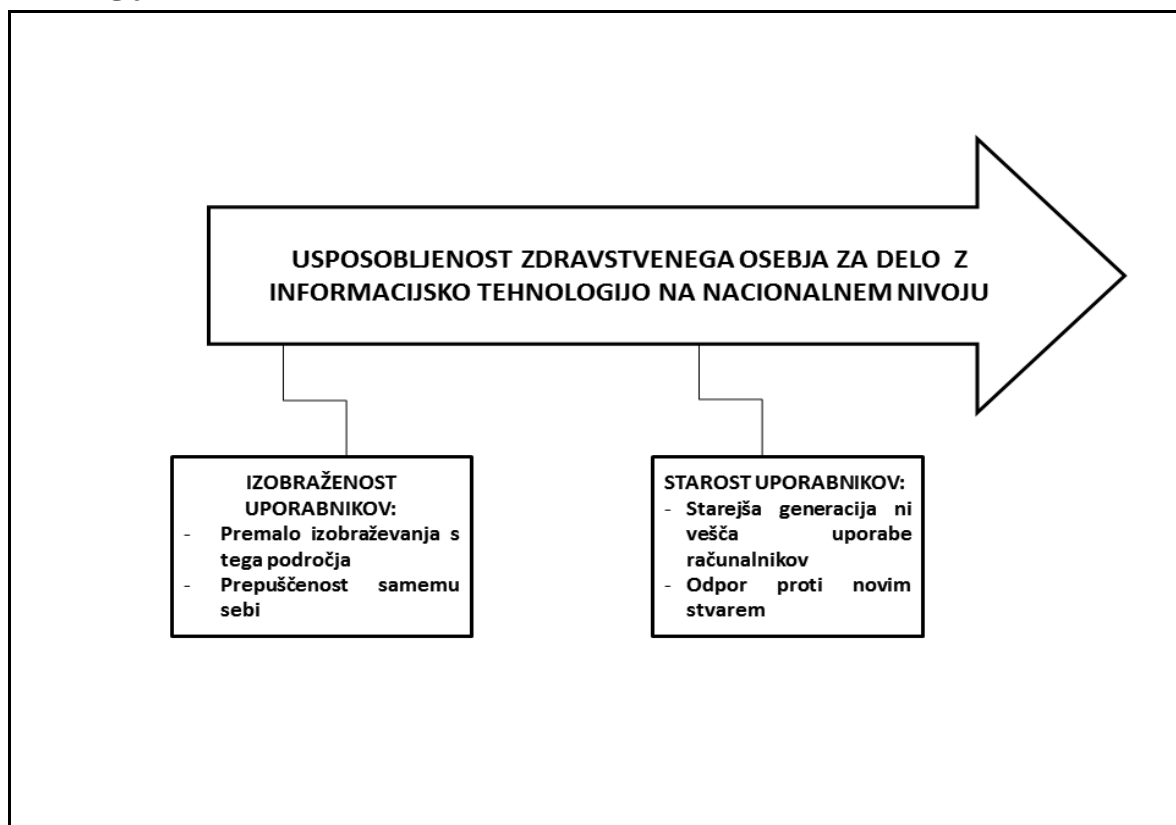 USPOSOBLJENOST ZDRAVSTVENEGA OSEBJA ZA DELO Z
INFORMACIJSKO TEHNOLOGIJO NA NACIONALNEM NIVOJU
IZOBRAŽENOST
UPORABNIKOV:
- Premalo izobraževanja s
tega področja
- Prepuščenost samemu
sebi
STAROST UPORABNIKOV:
- Starejša generacija ni
vešča uporabe
računalnikov
- Odpor proti novim
stvarem